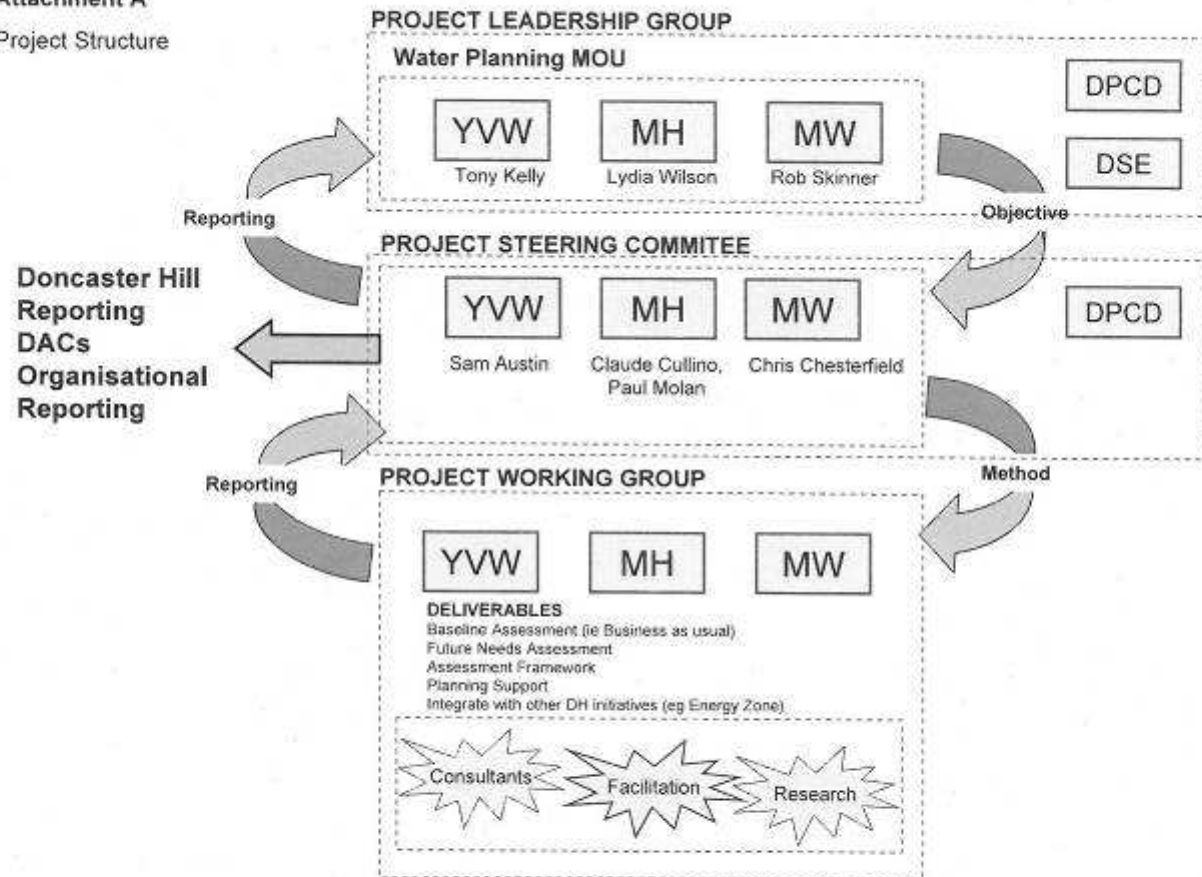 Attachment A
Project Structure
PROJECT LEADERSHIP GROUP
Water Planning MOU
YVW
MH
MW
Tony Kelly
Lydia Wilson
Rob Skinner
DPCD
DSE
Reporting
Objective
PROJECT STEERING COMMITEE
YVW
MH
MW
Sam Austin
Claude Cullino,
Paul Molan
Chris Chesterfield
DPCD
Doncaster Hill
Reporting
DACs
Organisational
Reporting
Reporting
Method
PROJECT WORKING GROUP
YVW
MH
MW
DELIVERABLES
Baseline Assessment (ie Business as usual)
Future Needs Assessment
Assessment Framework
Planning Support
Integrate with other DH initiatives (eg Energy Zone)
Consultants
Facilitation
Research